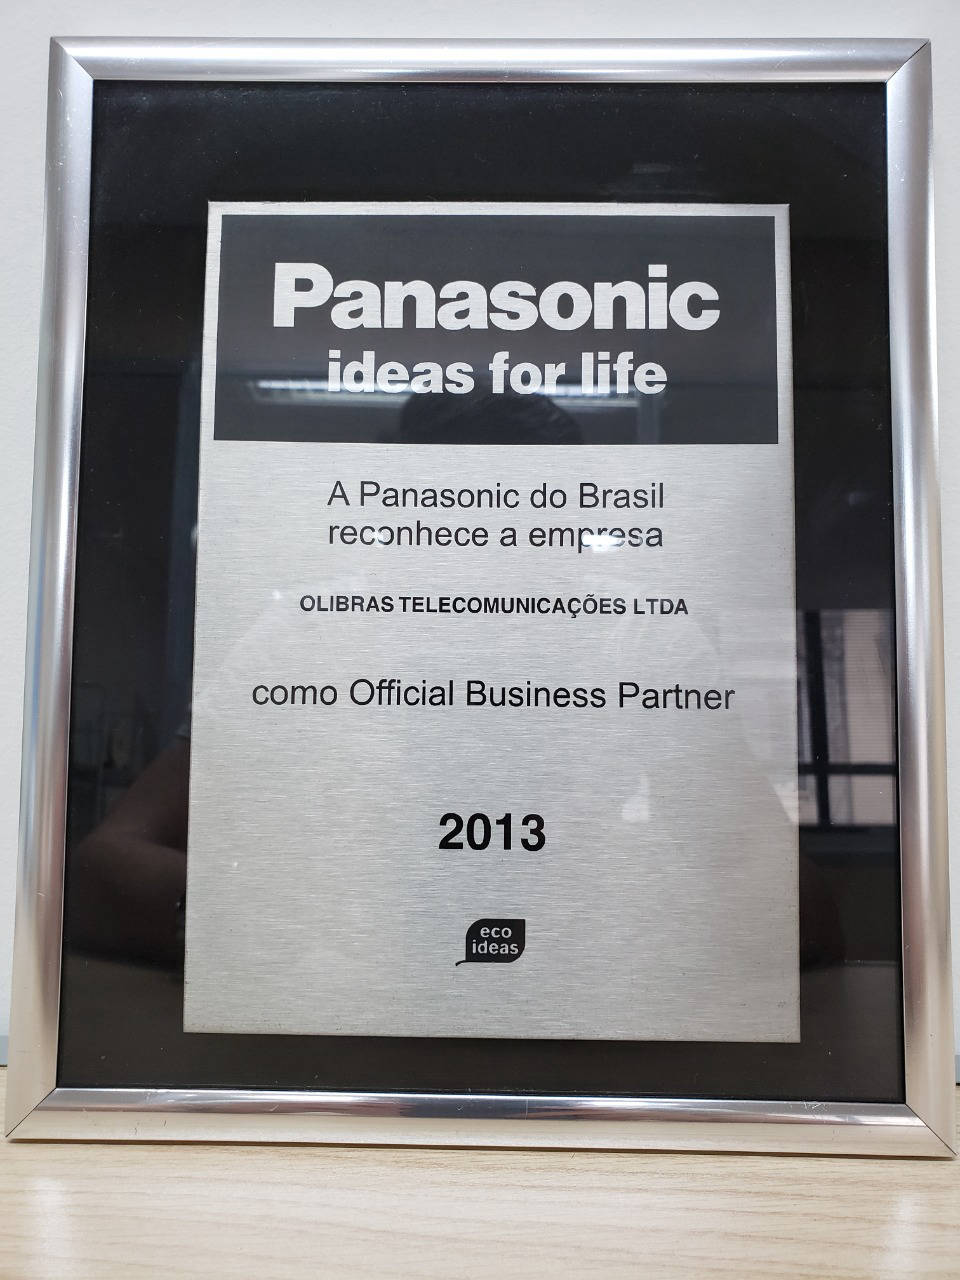 Panasonic
ideas for life
A Panasonic do Brasil
reconhece a empresa
OLIBRAS TELECOMUNICAÇÕES LTDA
como Official Business Partner
2013
eco
ideas